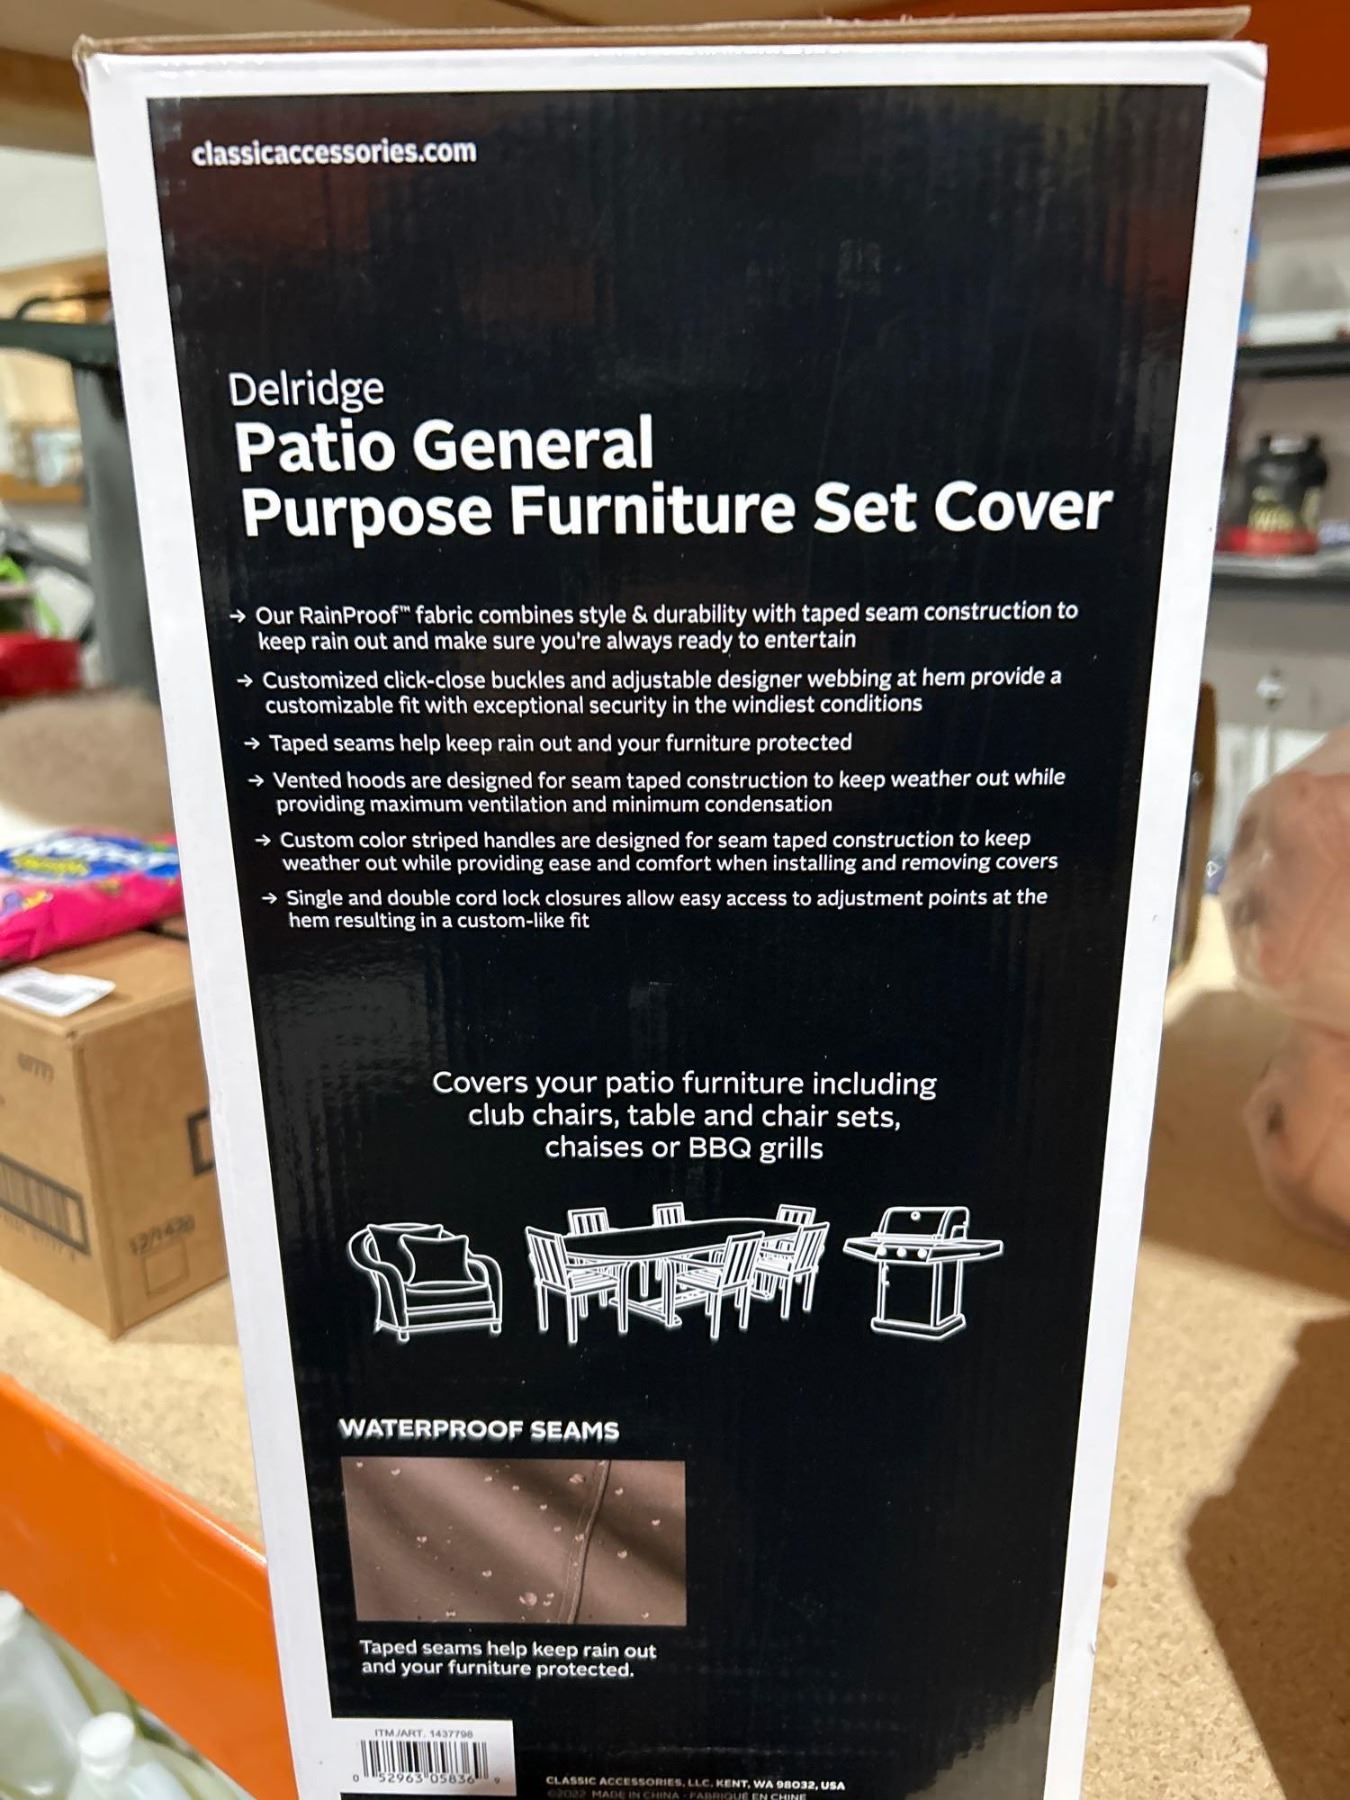 classicaccessories.com
Delridge
Patio General
Purpose Furniture Set Cover
→ Our RainProof™ fabric combines style & durability with taped seam construction to
keep rain out and make sure you're always ready to entertain
→ Customized click-close buckles and adjustable designer webbing at hem provide a
customizable fit with exceptional security in the windiest conditions
→ Taped seams help keep rain out and your furniture protected
→ Vented hoods are designed for seam taped construction to keep weather out while
providing maximum ventilation and minimum condensation
→ Custom color striped handles are designed for seam taped construction to keep
weather out while providing ease and comfort when installing and removing covers
→ Single and double cord lock closures allow easy access to adjustment points at the
hem resulting in a custom-like fit
Covers your patio furniture including
club chairs, table and chair sets,
chaises or BBQ grills
WATERPROOF SEAMS
Taped seams help keep rain out
and your furniture protected.
ITM./ART. 1437798
0 52963 05836 9
CLASSIC ACCESSORIES, LLC, KENT, WA 98032, USA
©2022 MADE IN CHINA - FABRIQUÉ EN CHINE